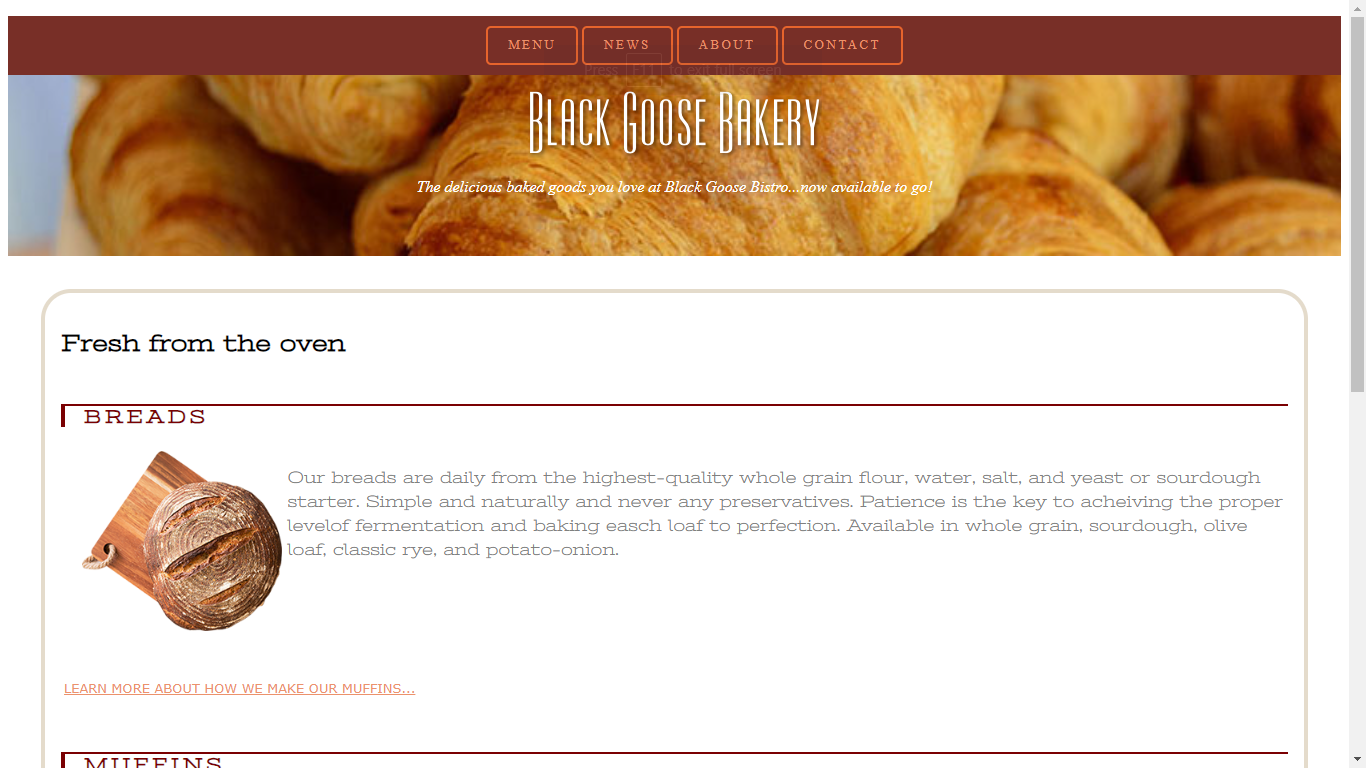 MENU NEWS ABOUT CONTACT
Press F11 to exit full screen
BLACK GOOSE BAKERY
The delicious baked goods you love at Black Goose Bistro...now available to go!
Fresh from the oven
BREADS
Our breads are daily from the highest-quality whole grain flour, water, salt, and yeast or sourdough
starter. Simple and naturally and never any preservatives. Patience is the key to acheiving the proper
levelof fermentation and baking easch loaf to perfection. Available in whole grain, sourdough, olive
loaf, classic rye, and potato-onion.
LEARN MORE ABOUT HOW WE MAKE OUR MUFFINS...
MUFFINS